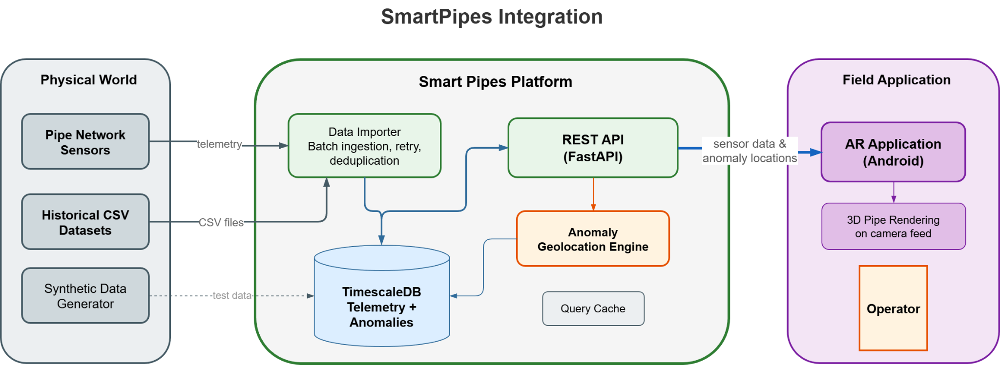 SmartPipes Integration
Physical World
Pipe Network
Sensors
Historical CSV
Datasets
Synthetic Data
Generator
telemetry
CSV files
test data
Smart Pipes Platform
Data Importer
Batch ingestion, retry,
deduplication
REST API
(FastAPI)
Anomaly
Geolocation Engine
TimescaleDB
Telemetry +
Anomalies
Query Cache
sensor data &
anomaly locations
Field Application
AR Application
(Android)
3D Pipe Rendering
on camera feed
Operator